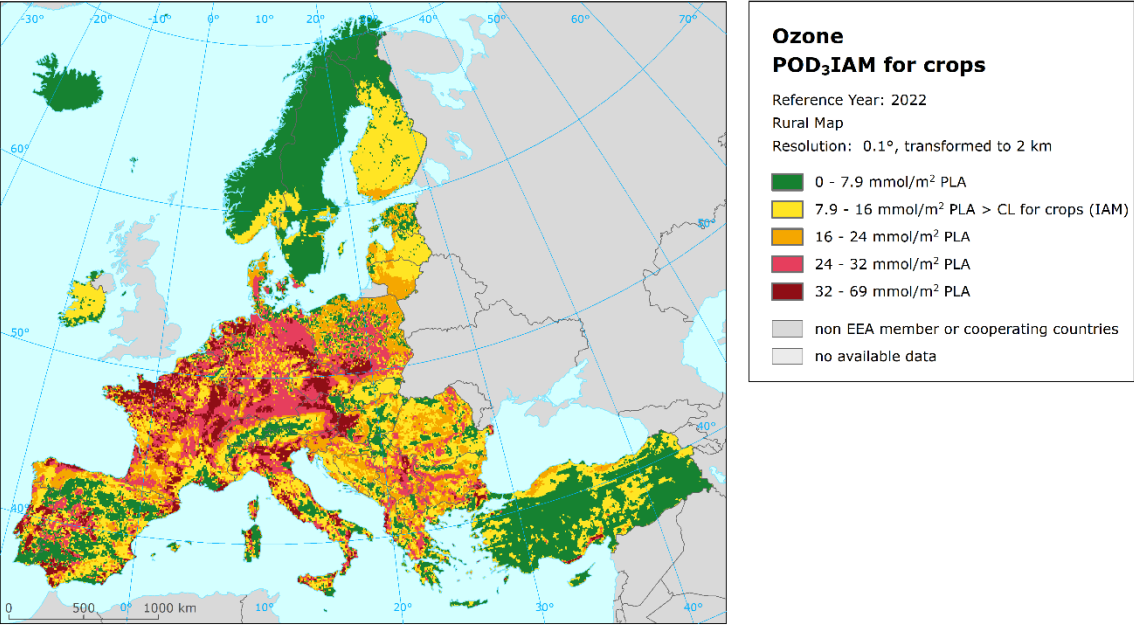 -30°
-20°
-10°
0°
10°
20°
30°
40°
50°
60°
70°
60°
50°
50°
40°
40°
0
500
1000 km
0°
10°
20°
30°
40°
Ozone
POD₃IAM for crops
Reference Year: 2022
Rural Map
Resolution: 0.1°, transformed to 2 km
0 - 7.9 mmol/m² PLA
7.9 - 16 mmol/m² PLA > CL for crops (IAM)
16 - 24 mmol/m² PLA
24 - 32 mmol/m² PLA
32 - 69 mmol/m² PLA
non EEA member or cooperating countries
no available data